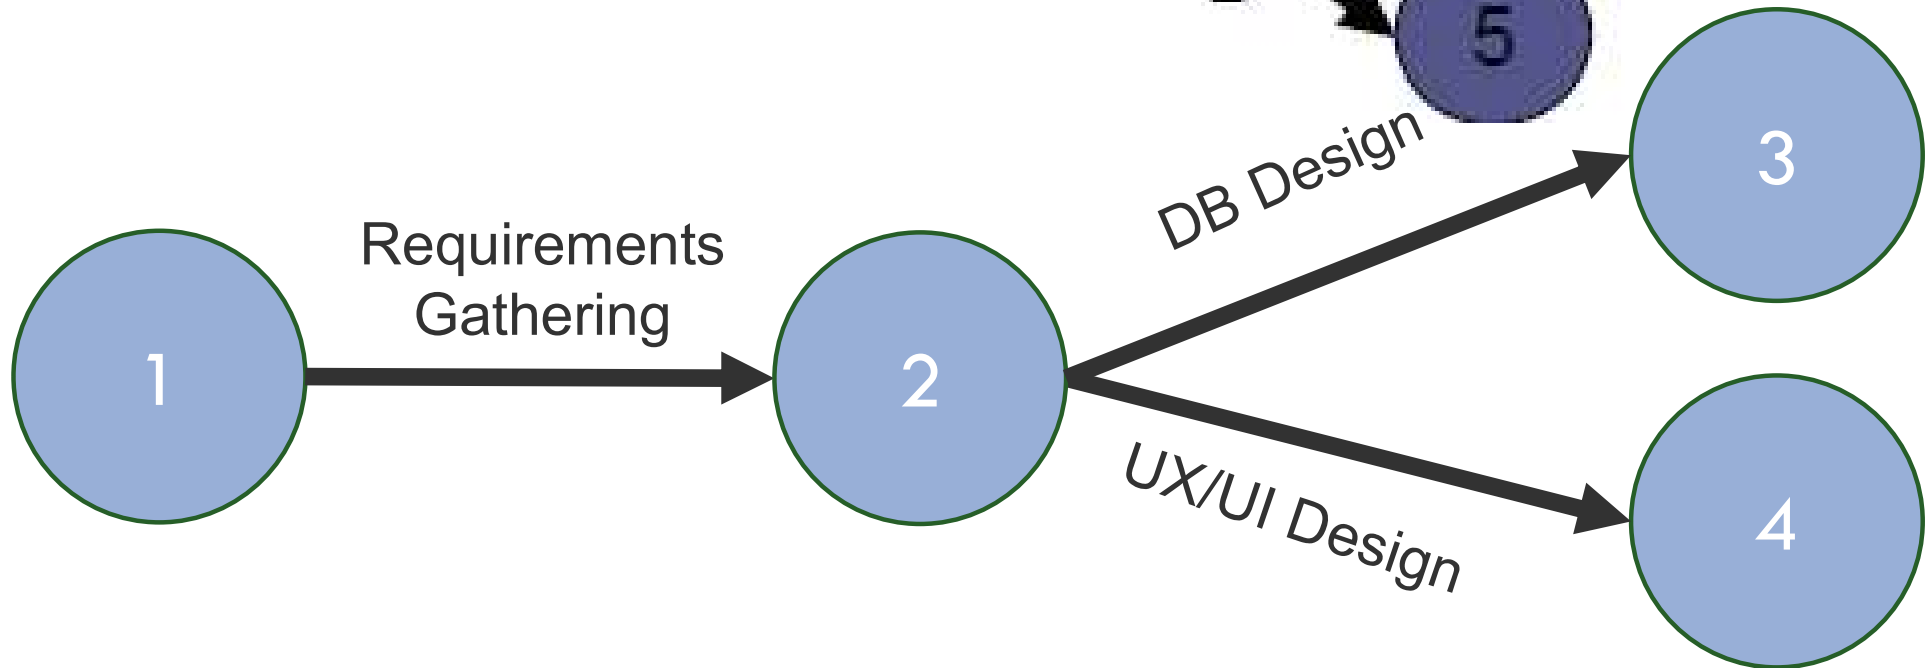 5
3
DB Design
Requirements
Gathering
1
2
UX/UI Design
4